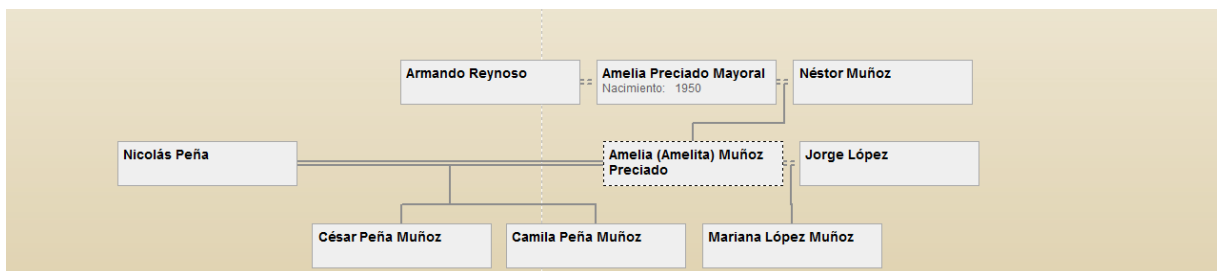 Armando Reynoso
Amelia Preciado Mayoral
Nacimiento: 1950
Néstor Muñoz
Nicolás Peña
Amelia (Amelita) Muñoz
Preciado
Jorge López
César Peña Muñoz
Camila Peña Muñoz
Mariana López Muñoz